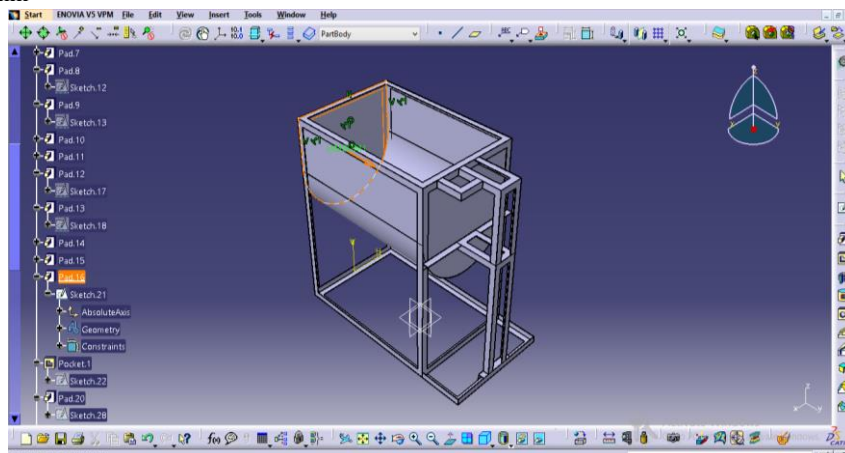 Start ENOVIA V5 VPM File Edit View Insert Tools Window Help
PartBody
Pad.7
Pad.8
Sketch.12
Pad.9
Sketch.13
Pad.10
Pad.11
Pad.12
Sketch.17
Pad.13
Sketch.18
Pad.14
Pad.15
Pad.16
Sketch.21
AbsoluteAxis
Geometry
Constraints
Pocket.1
Sketch.22
Pad.20
Sketch.28